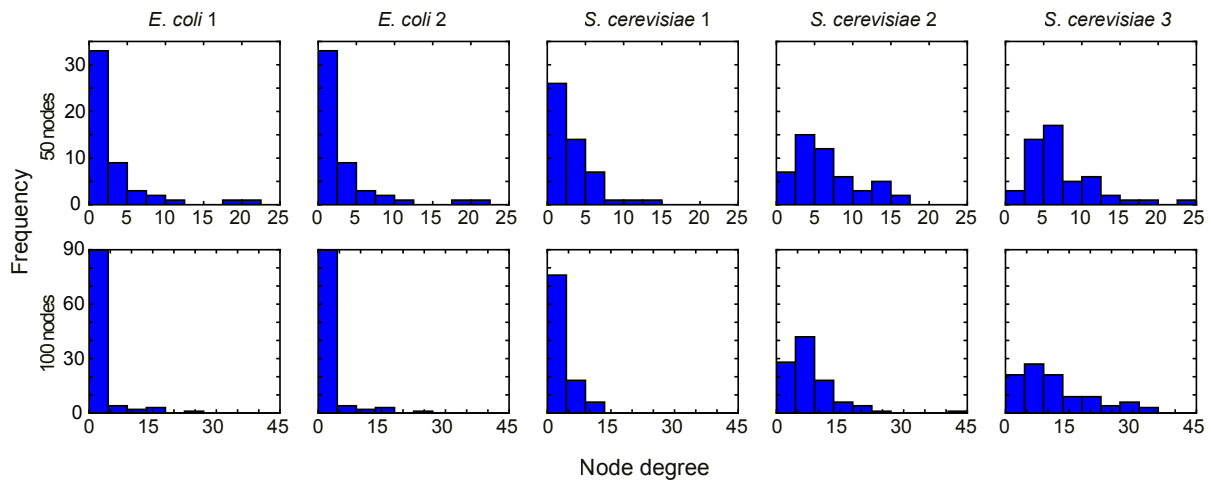 E. coli 1 E. coli 2 S. cerevisiae 1 S. cerevisiae 2 S. cerevisiae 3
Frequency
50 nodes
30
20
10
0
0 5 10 15 20 25 0 5 10 15 20 25 0 5 10 15 20 25 0 5 10 15 20 25 0 5 10 15 20 25
100 nodes
90
60
30
0
0 15 30 45 0 15 30 45 0 15 30 45 0 15 30 45 0 15 30 45
Node degree